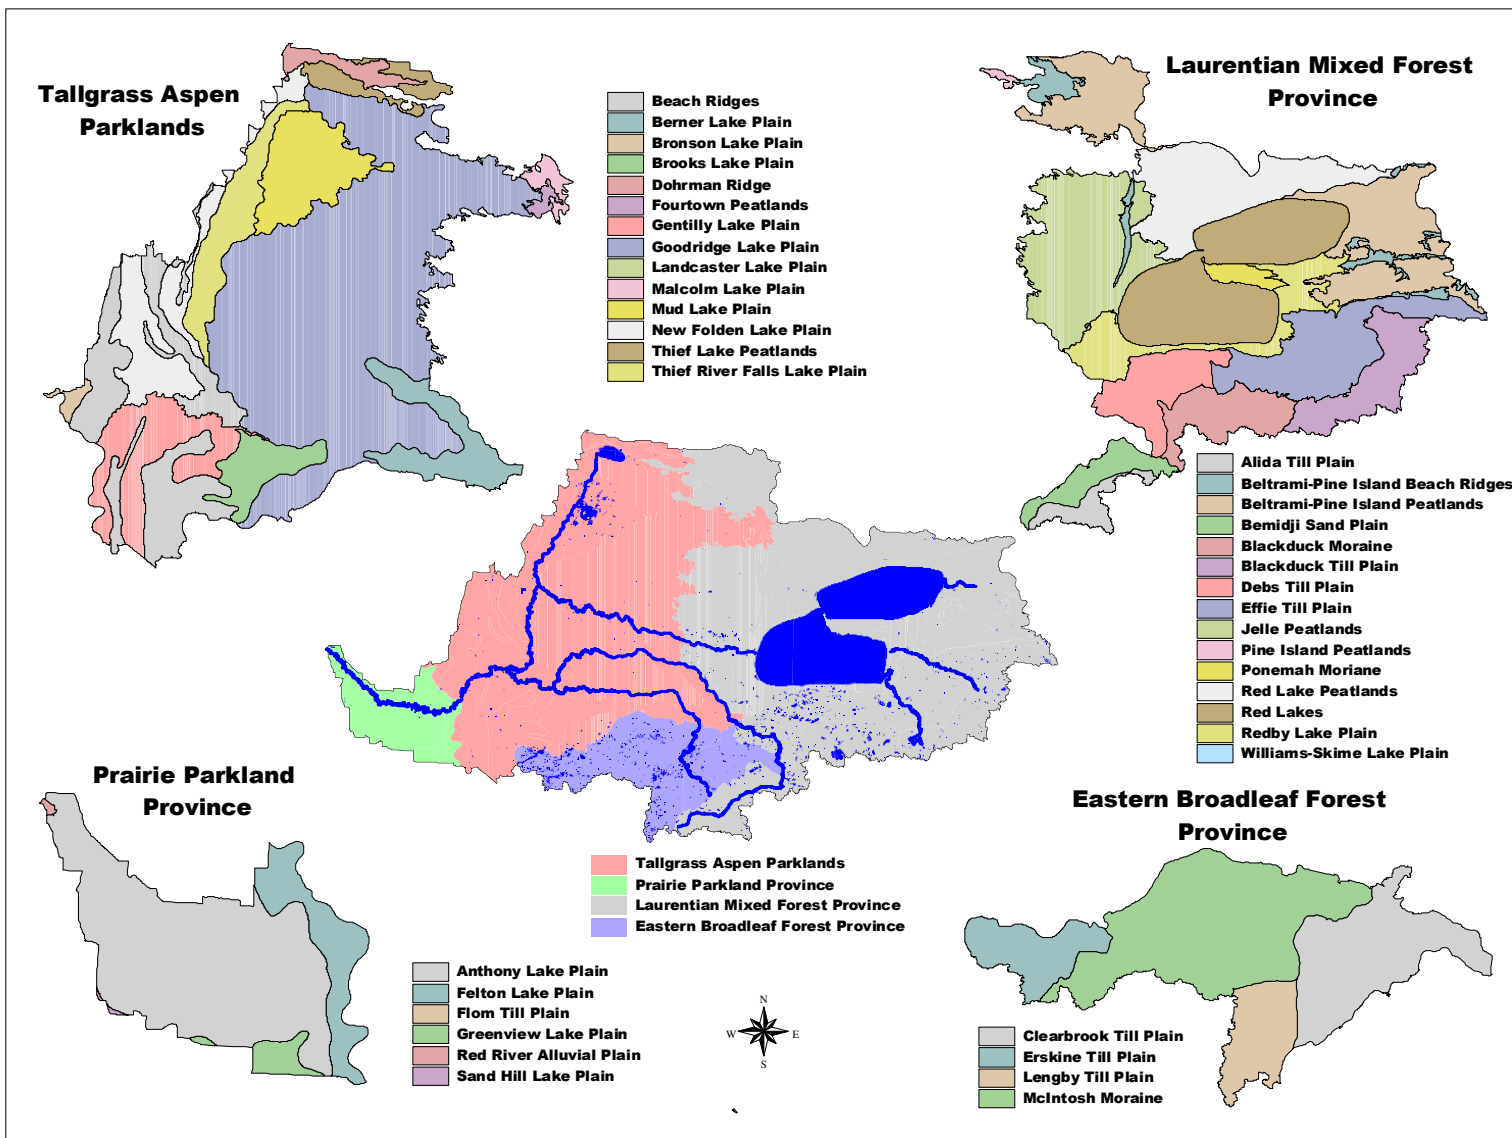 Tallgrass Aspen
Parklands
Beach Ridges
Berner Lake Plain
Bronson Lake Plain
Brooks Lake Plain
Dohrman Ridge
Fourtown Peatlands
Gentilly Lake Plain
Goodridge Lake Plain
Landcaster Lake Plain
Malcolm Lake Plain
Mud Lake Plain
New Folden Lake Plain
Thief Lake Peatlands
Thief River Falls Lake Plain
Laurentian Mixed Forest
Province
Alida Till Plain
Beltrami-Pine Island Beach Ridges
Beltrami-Pine Island Peatlands
Bemidji Sand Plain
Blackduck Moraine
Blackduck Till Plain
Debs Till Plain
Effie Till Plain
Jelle Peatlands
Pine Island Peatlands
Ponemah Moriane
Red Lake Peatlands
Red Lakes
Redby Lake Plain
Williams-Skime Lake Plain
Tallgrass Aspen Parklands
Prairie Parkland Province
Laurentian Mixed Forest Province
Eastern Broadleaf Forest Province
Prairie Parkland
Province
Anthony Lake Plain
Felton Lake Plain
Flom Till Plain
Greenview Lake Plain
Red River Alluvial Plain
Sand Hill Lake Plain
N
W
E
S
Eastern Broadleaf Forest
Province
Clearbrook Till Plain
Erskine Till Plain
Lengby Till Plain
McIntosh Moraine